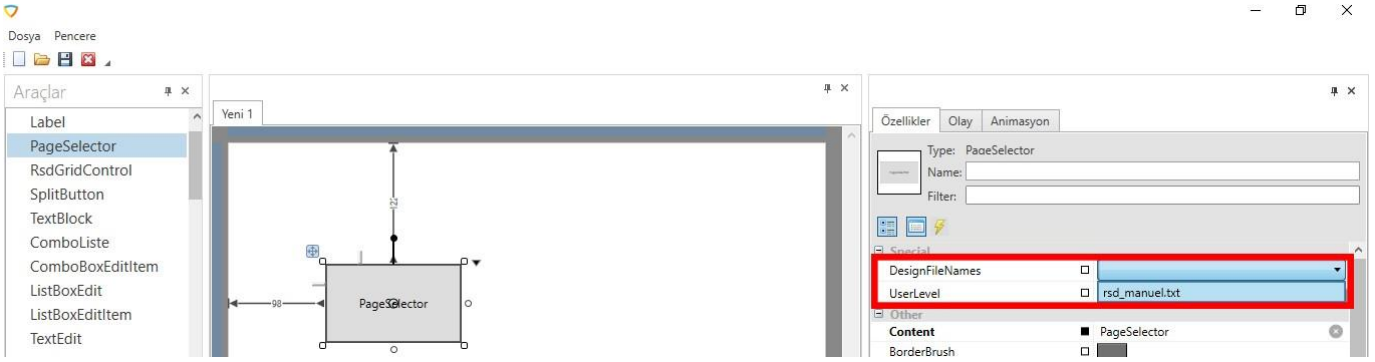 Dosya Pencere
Araçlar
Label
PageSelector
RsdGridControl
SplitButton
TextBlock
ComboListe
ComboBoxEditItem
ListBoxEdit
ListBoxEditItem
TextEdit
Yeni 1
98
PageSelector
Özellikler Olay Animasyon
Type: PageSelector
Name:
Filter:
Special
DesignFileNames
UserLevel rsd_manuel.txt
Other
Content PageSelector
BorderBrush